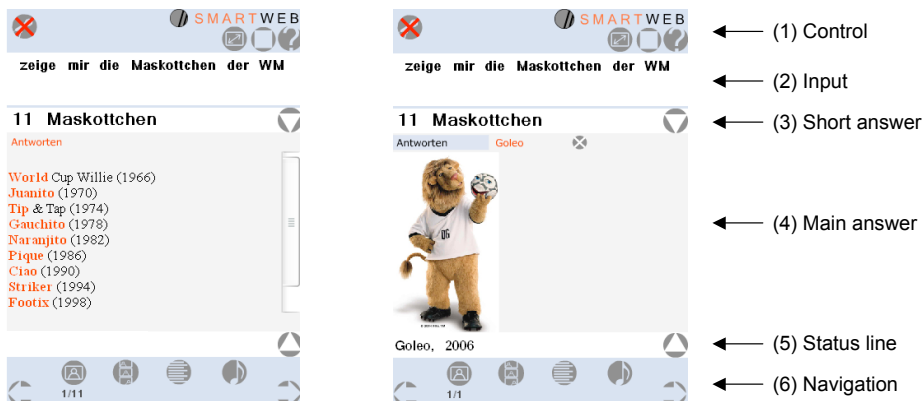 SMARTWEB
zeige mir die Maskottchen der WM
11 Maskottchen
Antworten
World Cup Willie (1966)
Juanito (1970)
Tip & Tap (1974)
Gauchito (1978)
Naranjito (1982)
Pique (1986)
Ciao (1990)
Striker (1994)
Footix (1998)
1/11
SMARTWEB
zeige mir die Maskottchen der WM
11 Maskottchen
Antworten Goleo
06
Goleo, 2006
1/1
(1) Control
(2) Input
(3) Short answer
(4) Main answer
(5) Status line
(6) Navigation